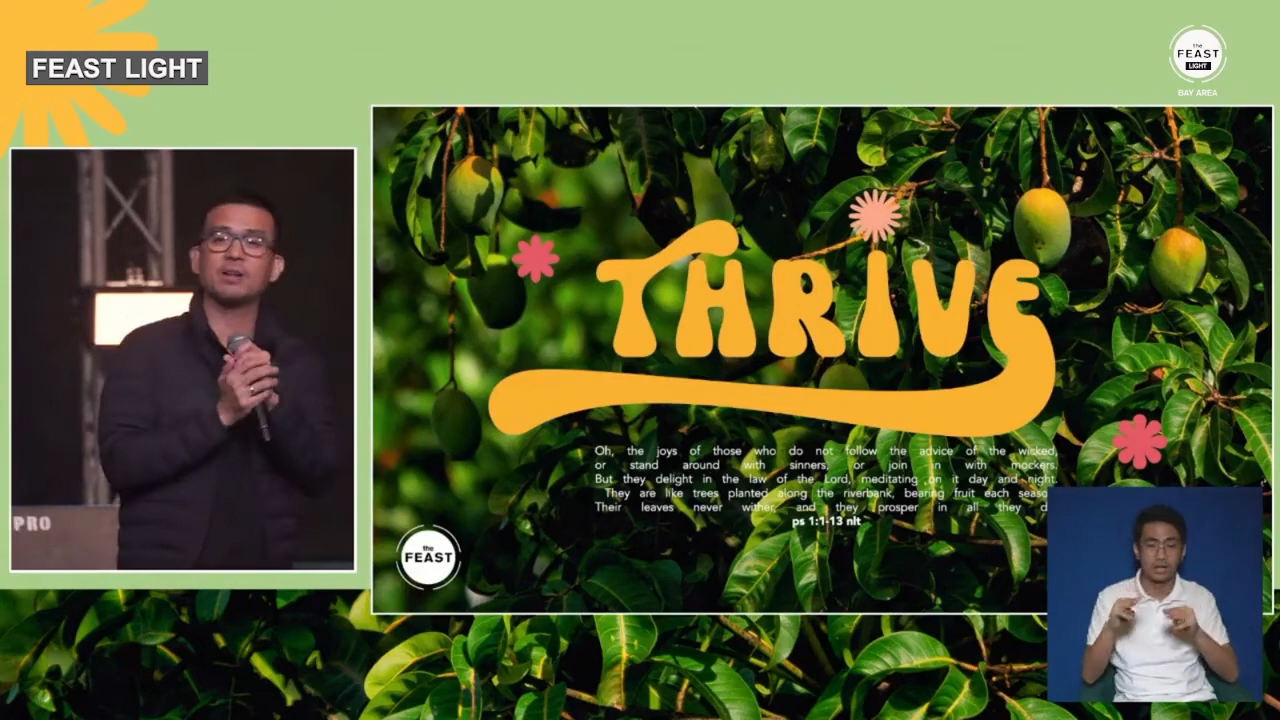 FEAST LIGHT
the
FEAST
LIGHT
BAY AREA
THRIVE
Oh, the joys of those who do not follow the advice of the wicked,
or stand around with sinners, or join in with mockers.
But they delight in the law of the Lord, meditating on it day and night.
They are like trees planted along the riverbank, bearing fruit each
Their leaves never wither, and they prosper in all they
ps 1:1-13 nlt
the
FEAST
PRO